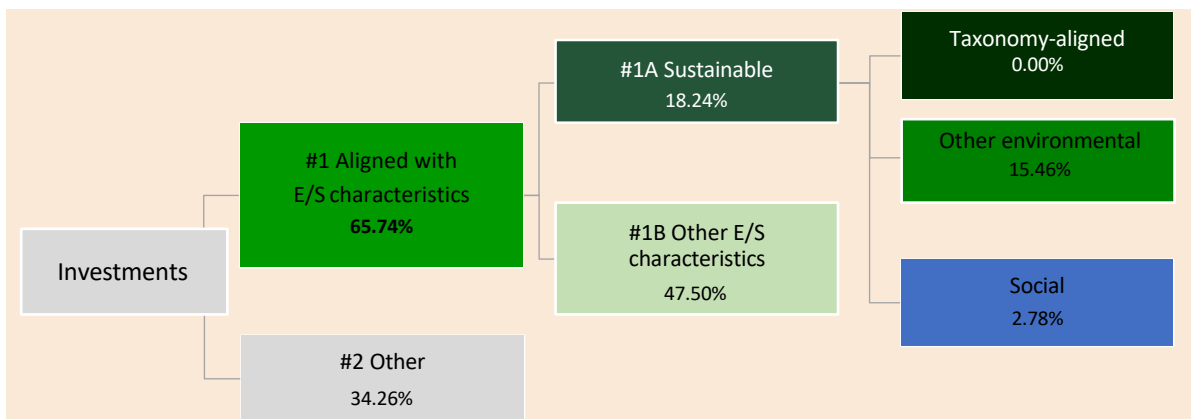 Investments
#1 Aligned with
E/S characteristics
65.74%
#2 Other
34.26%
#1A Sustainable
18.24%
#1B Other E/S
characteristics
47.50%
Taxonomy-aligned
0.00%
Other environmental
15.46%
Social
2.78%